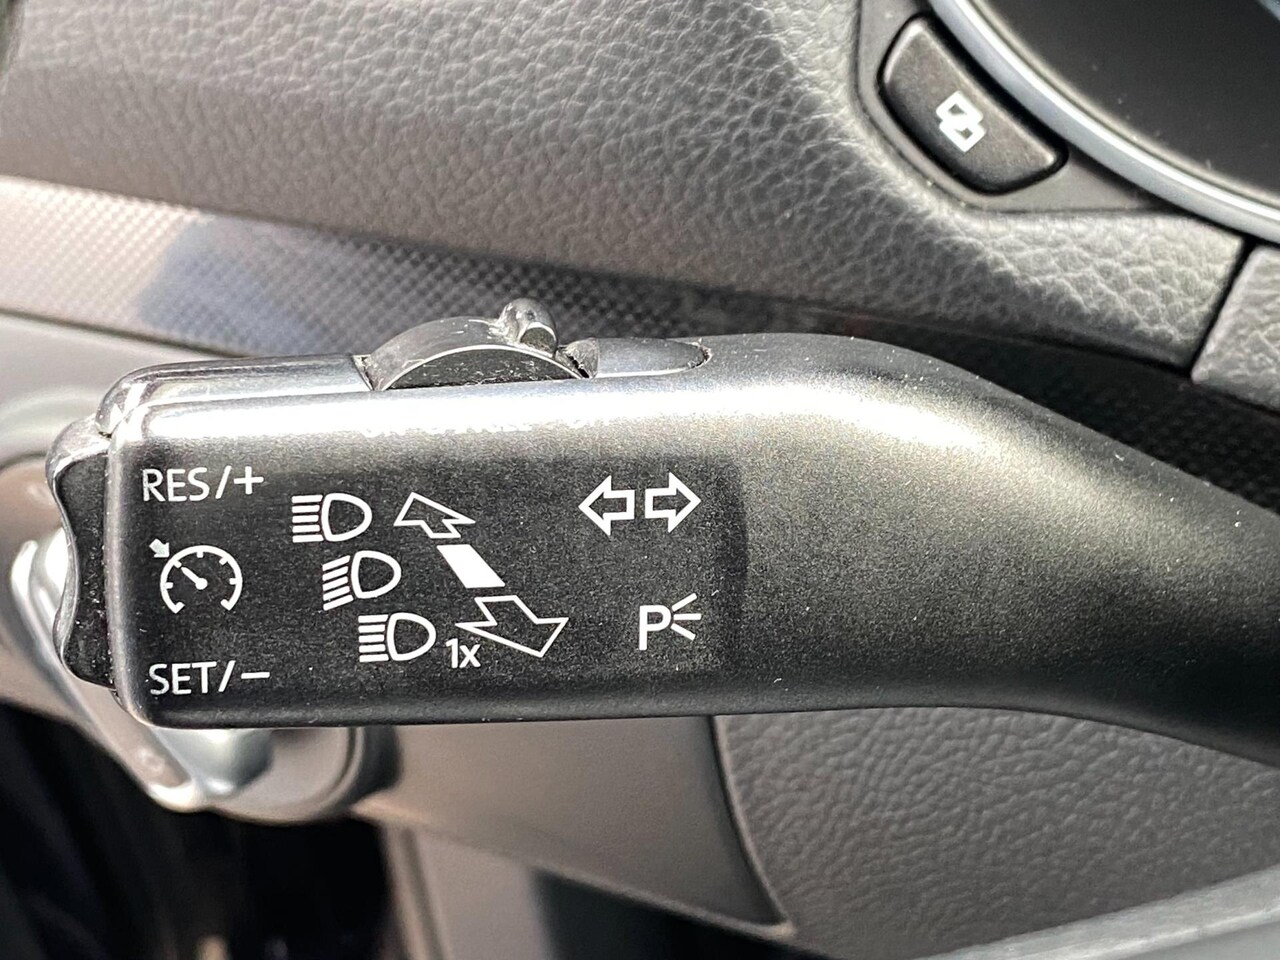 RES/+
1x
P
SET/−